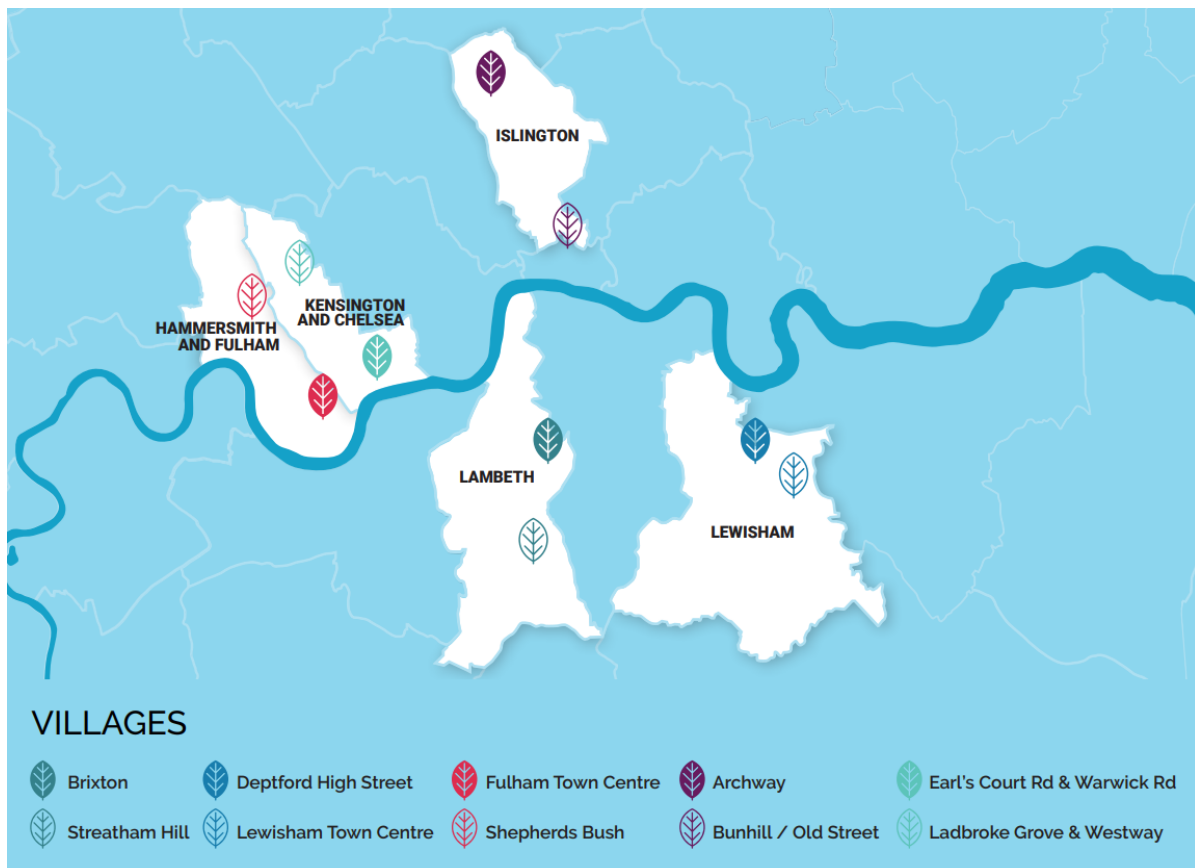 ISLINGTON
KENSINGTON
AND CHELSEA
HAMMERSMITH
AND FULHAM
LAMBETH
LEWISHAM
VILLAGES
Brixton
Deptford High Street
Fulham Town Centre
Archway
Earl's Court Rd & Warwick Rd
Streatham Hill
Lewisham Town Centre
Shepherds Bush
Bunhill / Old Street
Ladbroke Grove & Westway